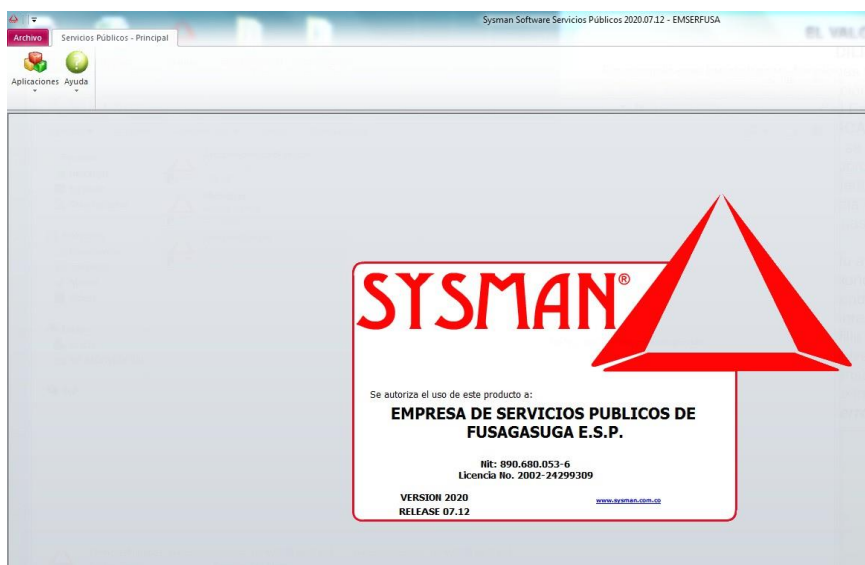 Sysman Software Servicios Públicos 2020.07.12 - EMSERFUSA
Archivo
Servicios Públicos - Principal
Aplicaciones
Ayuda
SYSMAN®
Se autoriza el uso de este producto a:
EMPRESA DE SERVICIOS PUBLICOS DE
FUSAGASUGA E.S.P.
Nit: 890.680.053-6
Licencia No. 2002-24299309
VERSION 2020
www.sysman.com.co
RELEASE 07.12